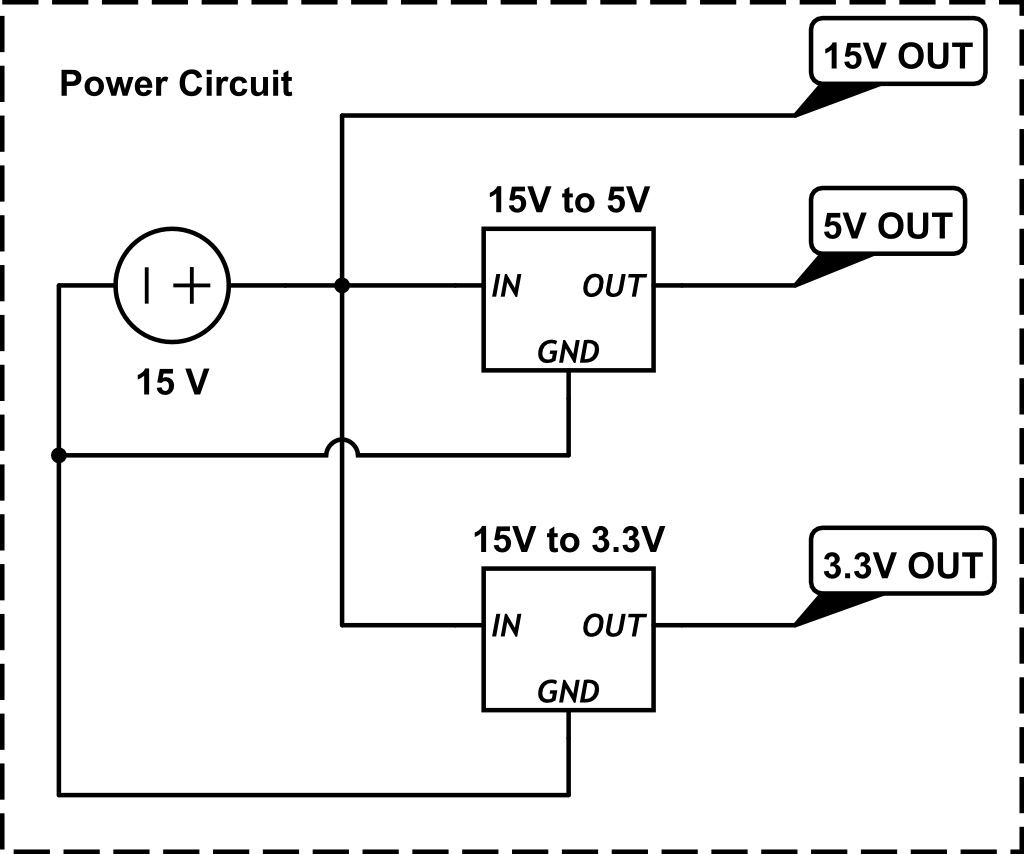 15V OUT
Power Circuit
15V to 5V
5V OUT
IN
OUT
GND
15 V
15V to 3.3V
3.3V OUT
IN
OUT
GND